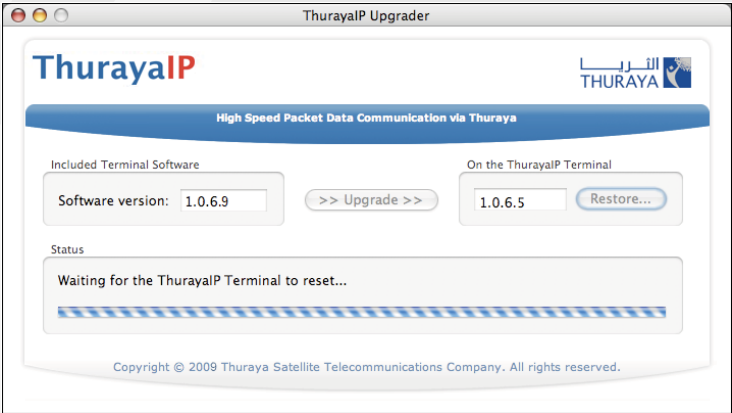 ThurayaIP Upgrader
ThurayaIP
الثريا
THURAYA
High Speed Packet Data Communication via Thuraya
Included Terminal Software
On the ThurayaIP Terminal
Software version: 1.0.6.9
>> Upgrade >>
1.0.6.5
Restore...
Status
Waiting for the ThurayaIP Terminal to reset...
Copyright © 2009 Thuraya Satellite Telecommunications Company. All rights reserved.